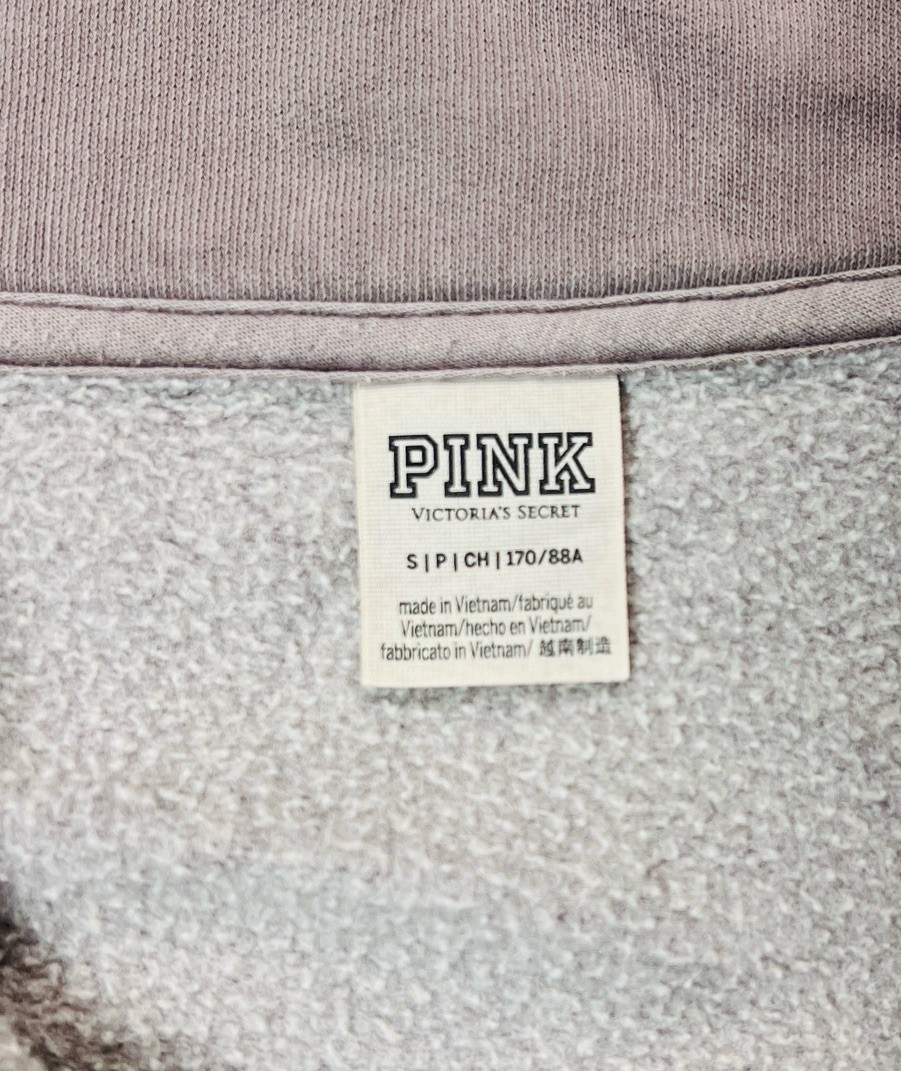 PINK
VICTORIA'S SECRET
S | P | CH | 170/88A
made in Vietnam/fabriqué au
Vietnam/hecho en Vietnam/
fabbricato in Vietnam/ 越南制造